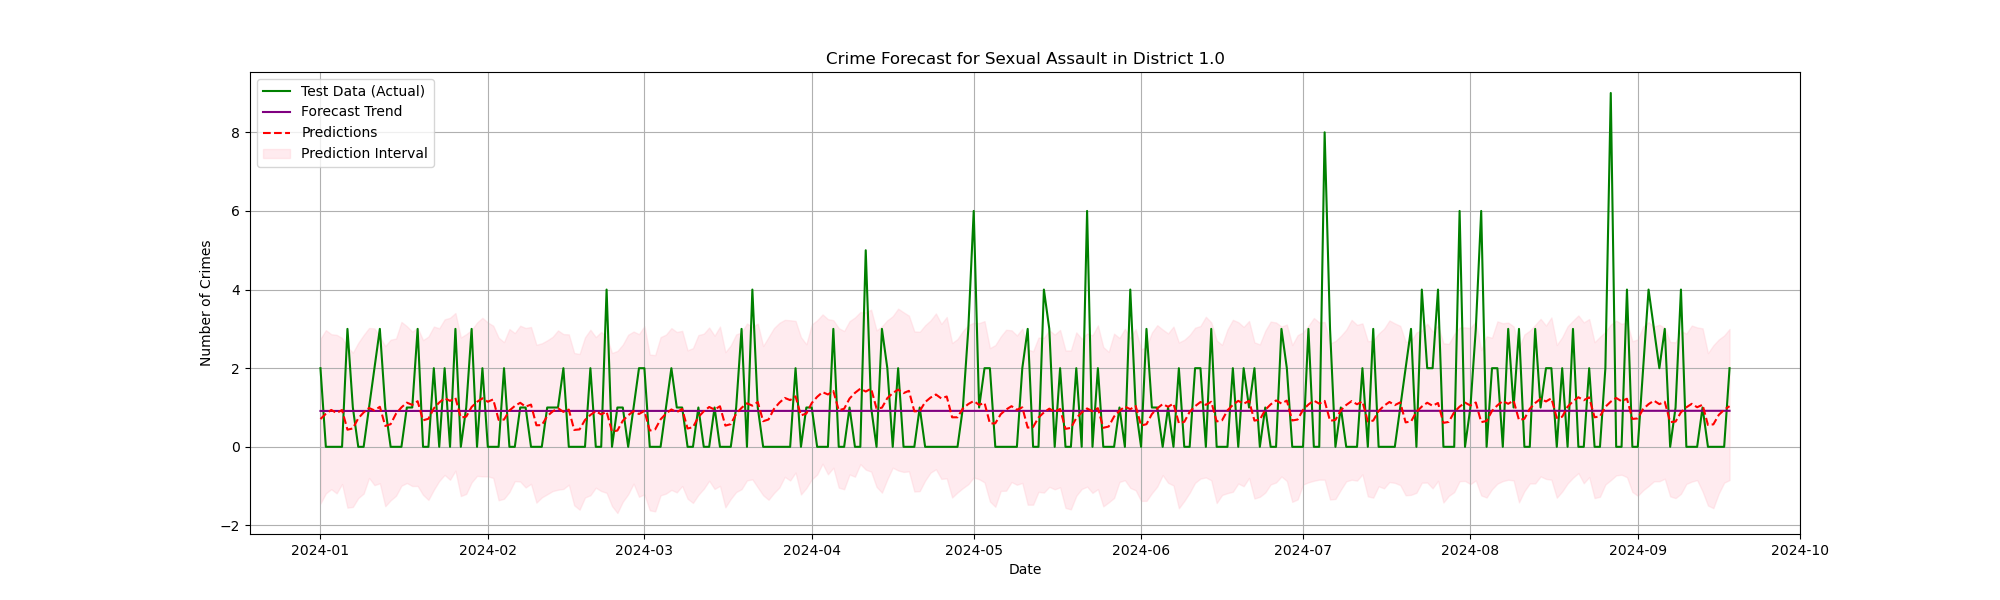 Crime Forecast for Sexual Assault in District 1.0
Test Data (Actual)
Forecast Trend
Predictions
Prediction Interval
Number of Crimes
8
6
4
2
0
−2
2024-01 2024-02 2024-03 2024-04 2024-05 2024-06 2024-07 2024-08 2024-09 2024-10
Date